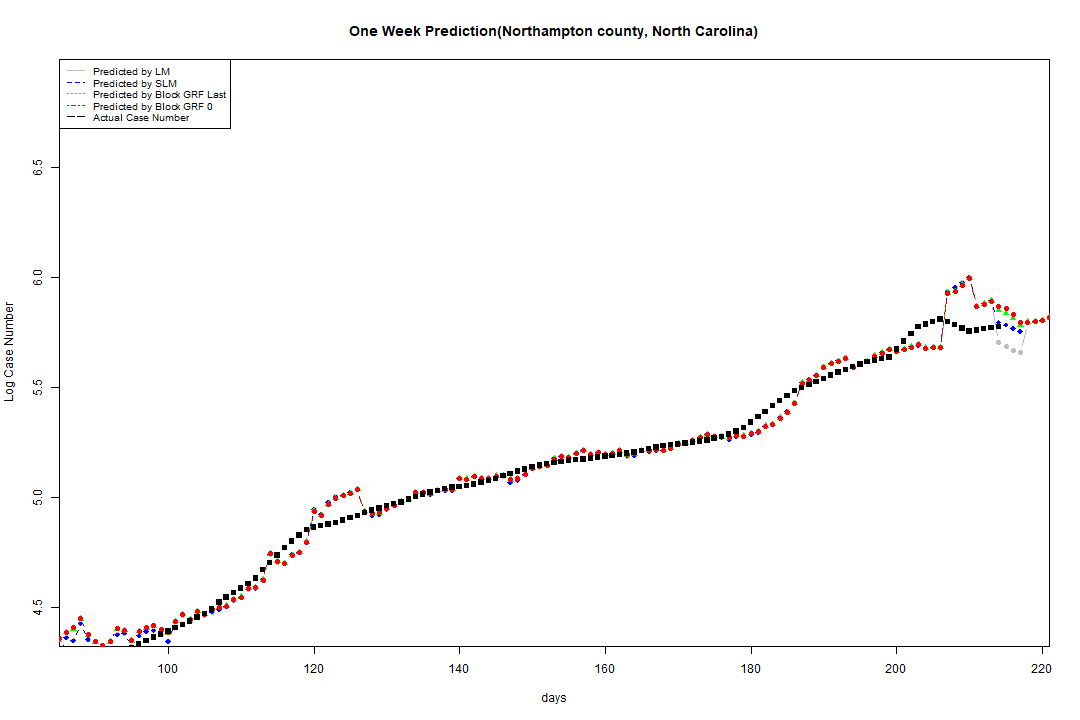 One Week Prediction(Northampton county, North Carolina)
Predicted by LM
Predicted by SLM
Predicted by Block GRF Last
Predicted by Block GRF 0
Actual Case Number
Log Case Number
6.5
6.0
5.5
5.0
4.5
100 120 140 160 180 200 220
days